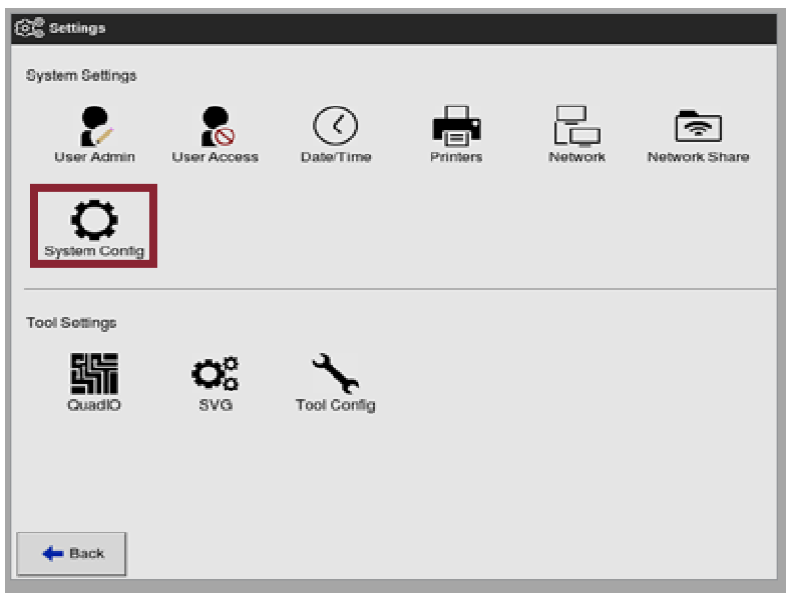 Settings
System Settings
User Admin User Access Date/Time Printers Network Network Share
System Config
Tool Settings
QuadIO SVG Tool Config
Back